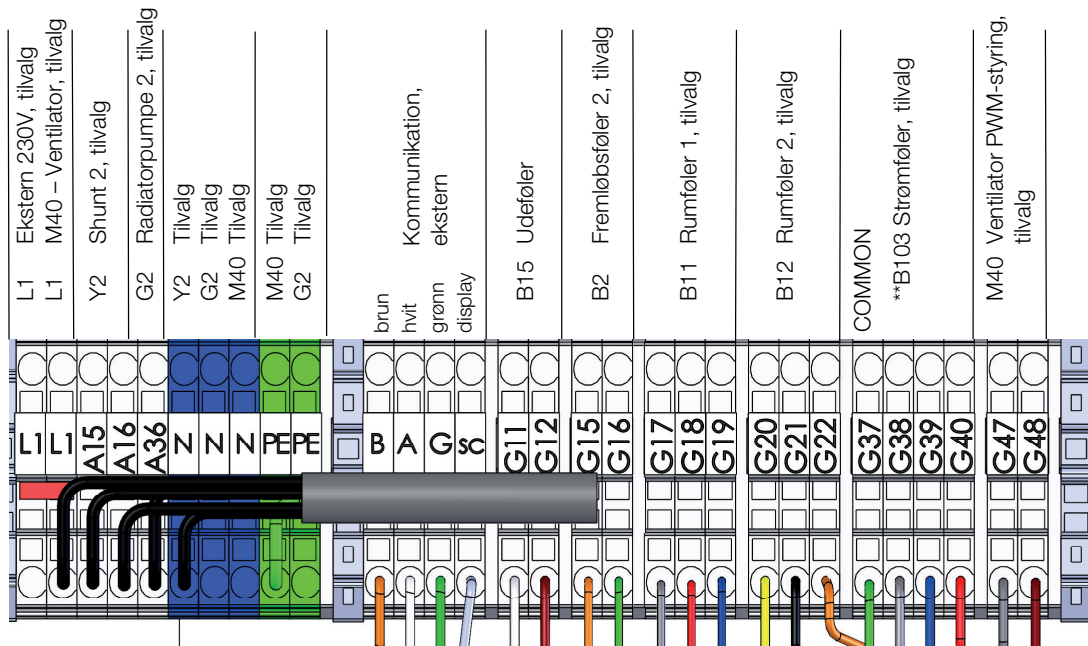 L1 Ekstern 230V, tilvalg
L1 M40 – Ventilator, tilvalg
Y2 Shunt 2, tilvalg
G2 Radiatorpumpe 2, tilvalg
Y2 Tilvalg
G2 Tilvalg
M40 Tilvalg
M40 Tilvalg
G2 Tilvalg
brun
hvit
grønn
display
Kommunikation,
ekstern
B15 Udeføler
B2 Fremløbsføler 2, tilvalg
B11 Rumføler 1, tilvalg
B12 Rumføler 2, tilvalg
COMMON
**B103 Strømføler, tilvalg
M40 Ventilator PWM-styring,
tilvalg
L1 L1 A15 A16 A36 N N N PE PE B A G SC G11 G12 G15 G16 G17 G18 G19 G20 G21 G22 G37 G38 G39 G40 G47 G48